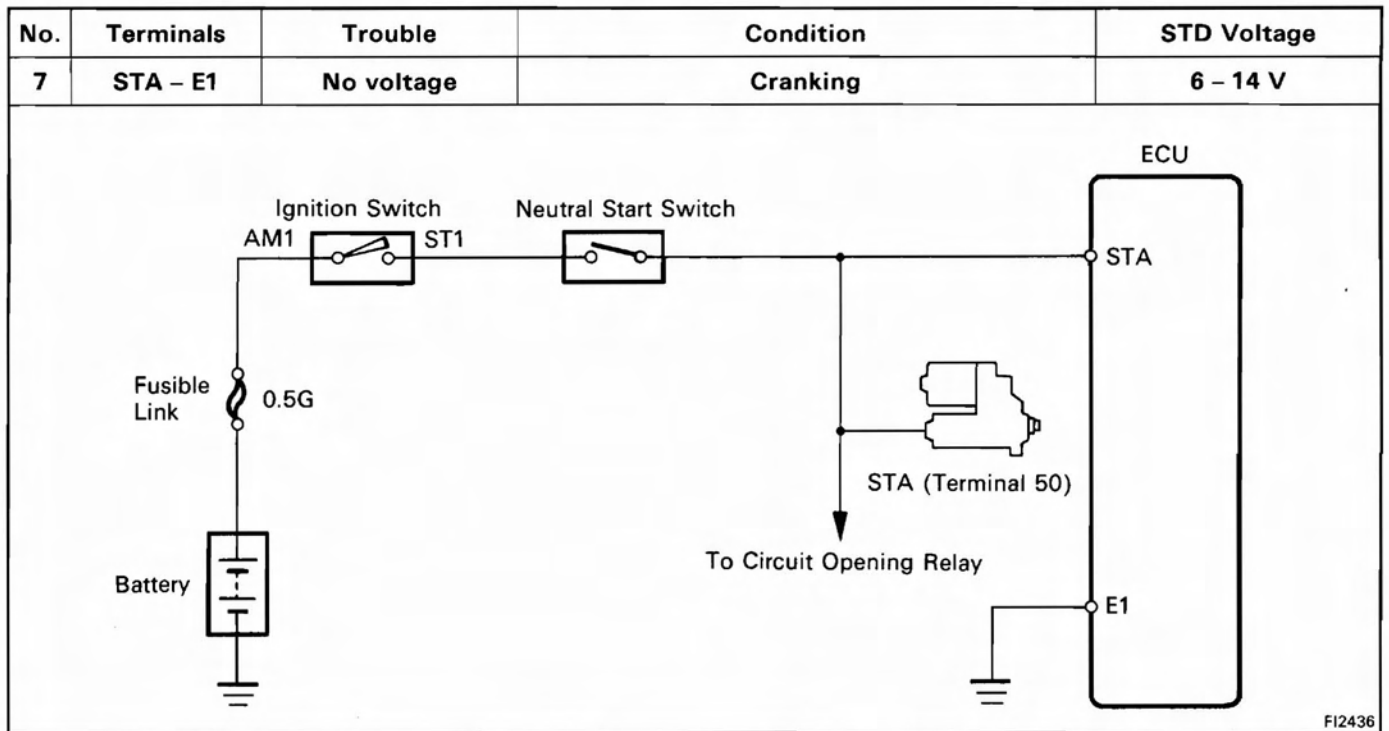 No. Terminals Trouble Condition STD Voltage
7 STA – E1 No voltage Cranking 6 – 14 V
ECU
Ignition Switch Neutral Start Switch
AM1 ST1
STA
Fusible
Link
0.5G
STA (Terminal 50)
To Circuit Opening Relay
Battery
E1
FI2436